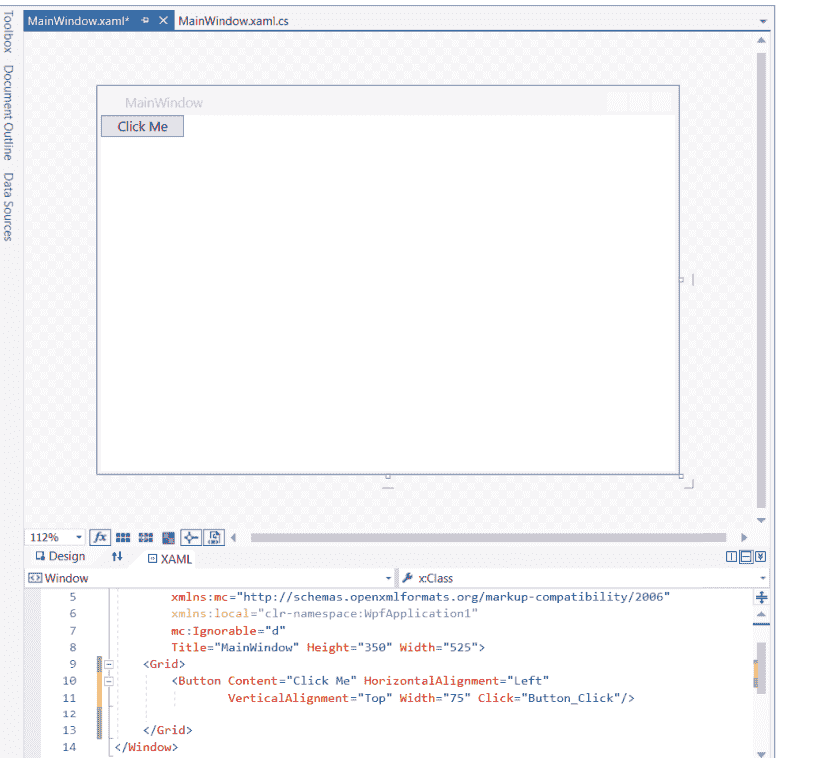 MainWindow.xaml* MainWindow.xaml.cs
Toolbox
Document Outline
Data Sources
MainWindow
Click Me
112% fx
Design XAML
Window x:Class
5 xmlns:mc="http://schemas.openxmlformats.org/markup-compatibility/2006"
6 xmlns:local="clr-namespace:WpfApplication1"
7 mc:Ignorable="d"
8 Title="MainWindow" Height="350" Width="525">
9 <Grid>
10 <Button Content="Click Me" HorizontalAlignment="Left"
11 VerticalAlignment="Top" Width="75" Click="Button_Click"/>
12
13 </Grid>
14 </Window>